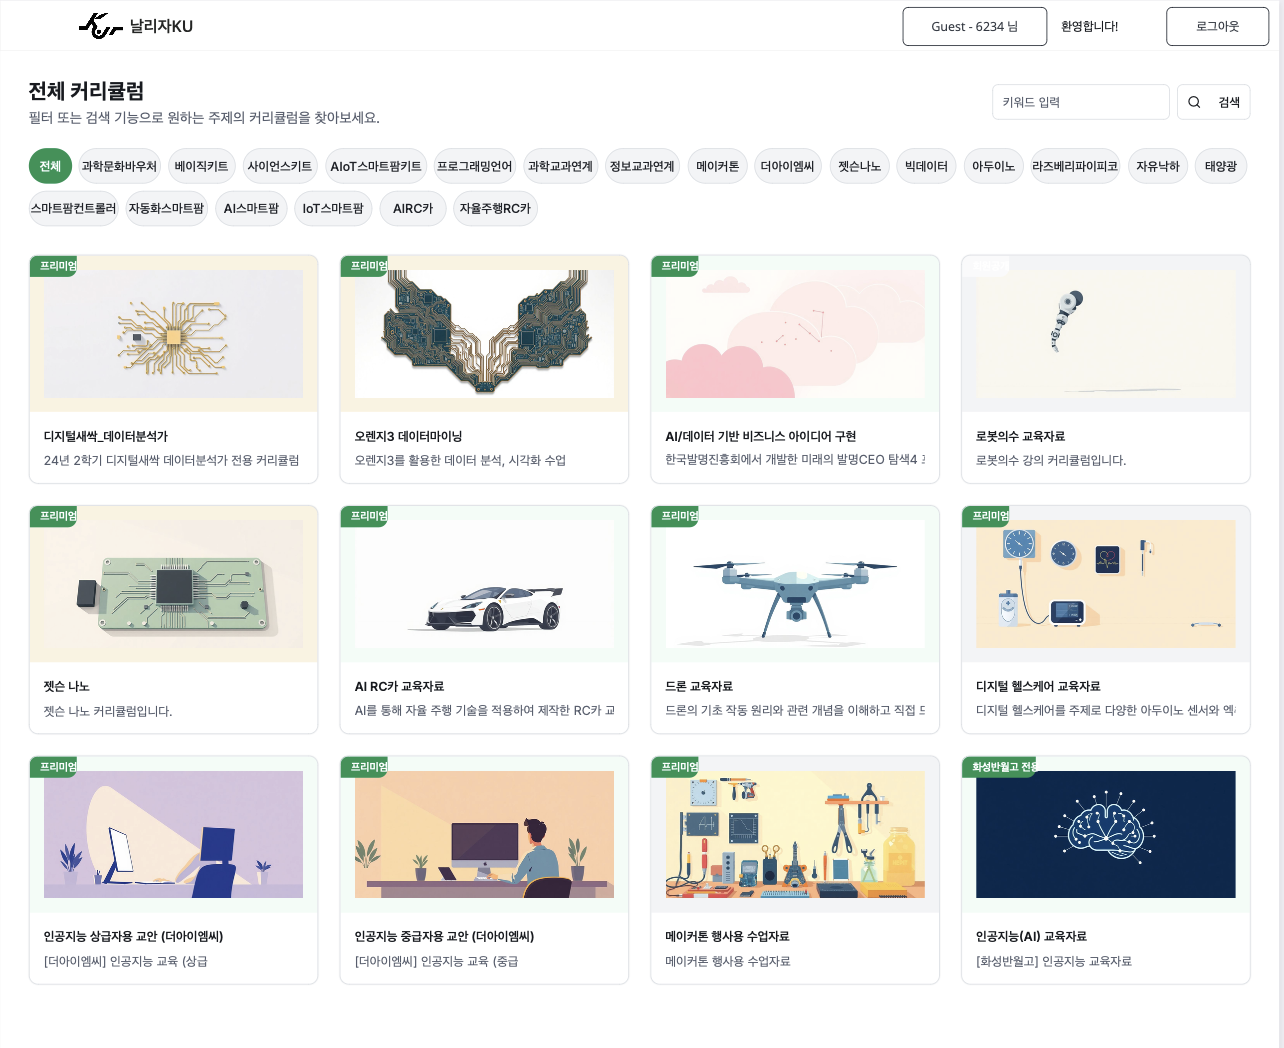 날리자KU
Guest - 6234 님
환영합니다!
로그아웃
전체 커리큘럼
필터 또는 검색 기능으로 원하는 주제의 커리큘럼을 찾아보세요.
키워드 입력
검색
전체 과학문화바우처 베이직키트 사이언스키트 AIoT스마트팜키트 프로그래밍언어 과학교과연계 정보교과연계 메이커톤 더아이엠씨 젯슨나노 빅데이터 아두이노 라즈베리파이피코 자유낙하 태양광
스마트팜컨트롤러 자동화스마트팜 AI스마트팜 IoT스마트팜 AIRC카 자율주행RC카
프리미엄
디지털새싹_데이터분석가
24년 2학기 디지털새싹 데이터분석가 전용 커리큘럼
프리미엄
오렌지3 데이터마이닝
오렌지3를 활용한 데이터 분석, 시각화 수업
프리미엄
AI/데이터 기반 비즈니스 아이디어 구현
한국발명진흥회에서 개발한 미래의 발명CEO 탐색4
로봇의수 교육자료
로봇의수 강의 커리큘럼입니다.
프리미엄
젯슨 나노
젯슨 나노 커리큘럼입니다.
프리미엄
AI RC카 교육자료
AI를 통해 자율 주행 기술을 적용하여 제작한 RC카 교
프리미엄
드론 교육자료
드론의 기초 작동 원리와 관련 개념을 이해하고 직접
프리미엄
디지털 헬스케어 교육자료
디지털 헬스케어를 주제로 다양한 아두이노 센서와
프리미엄
인공지능 상급자용 교안 (더아이엠씨)
[더아이엠씨] 인공지능 교육 (상급
프리미엄
인공지능 중급자용 교안 (더아이엠씨)
[더아이엠씨] 인공지능 교육 (중급
프리미엄
메이커톤 행사용 수업자료
메이커톤 행사용 수업자료
화성반월고 전용
인공지능(AI) 교육자료
[화성반월고] 인공지능 교육자료